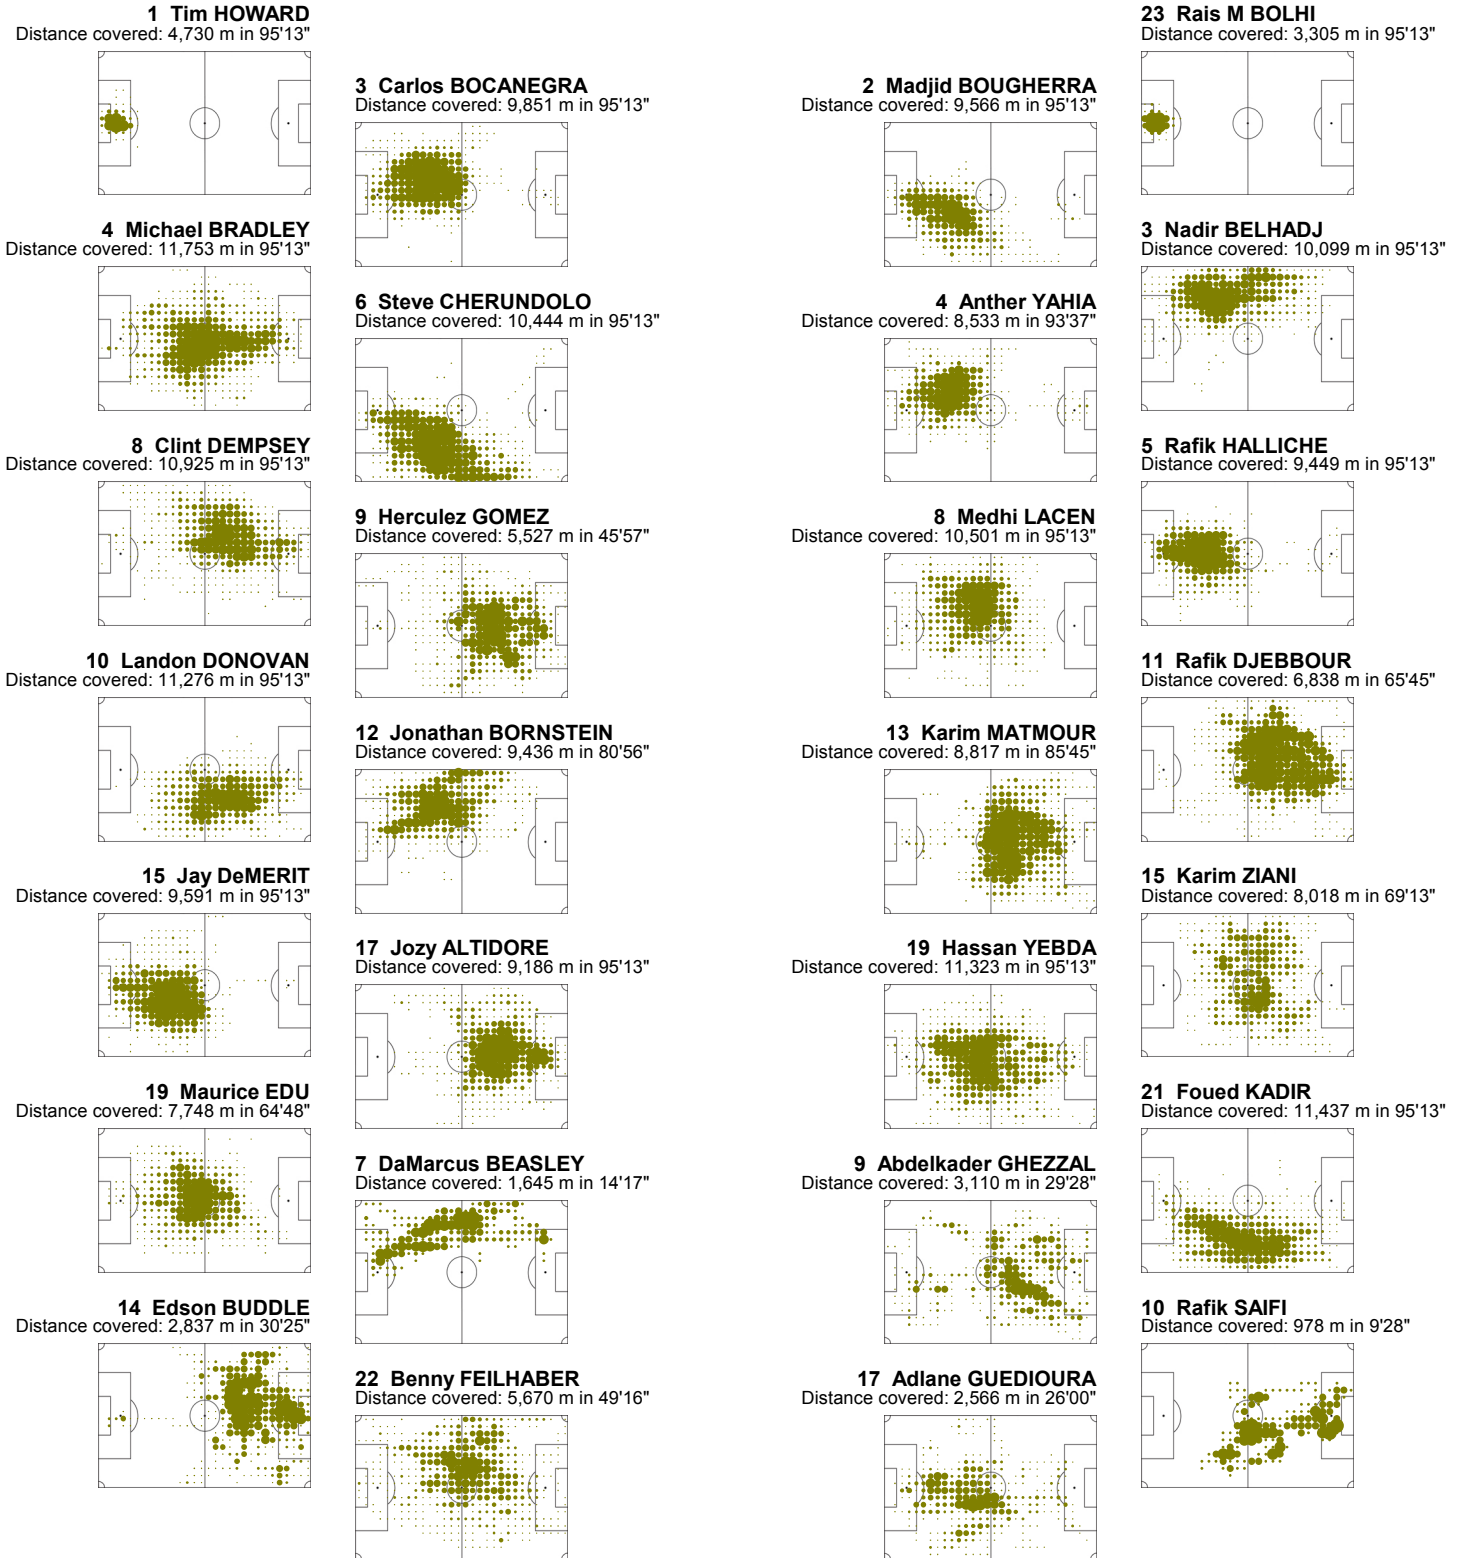 1 Tim HOWARD
Distance covered: 4,730 m in 95'13"
3 Carlos BOCANEGRA
Distance covered: 9,851 m in 95'13"
4 Michael BRADLEY
Distance covered: 11,753 m in 95'13"
6 Steve CHERUNDOLO
Distance covered: 10,444 m in 95'13"
8 Clint DEMPSEY
Distance covered: 10,925 m in 95'13"
9 Herculez GOMEZ
Distance covered: 5,527 m in 45'57"
10 Landon DONOVAN
Distance covered: 11,276 m in 95'13"
12 Jonathan BORNSTEIN
Distance covered: 9,436 m in 80'56"
15 Jay DeMERIT
Distance covered: 9,591 m in 95'13"
17 Jozy ALTIDORE
Distance covered: 9,186 m in 95'13"
19 Maurice EDU
Distance covered: 7,748 m in 64'48"
7 DaMarcus BEASLEY
Distance covered: 1,645 m in 14'17"
14 Edson BUDDLE
Distance covered: 2,837 m in 30'25"
22 Benny FEILHABER
Distance covered: 5,670 m in 49'16"
23 Rais M BOLHI
Distance covered: 3,305 m in 95'13"
2 Madjid BOUGHERRA
Distance covered: 9,566 m in 95'13"
3 Nadir BELHADJ
Distance covered: 10,099 m in 95'13"
4 Anther YAHIA
Distance covered: 8,533 m in 93'37"
5 Rafik HALLICHE
Distance covered: 9,449 m in 95'13"
8 Medhi LACEN
Distance covered: 10,501 m in 95'13"
11 Rafik DJEBBOUR
Distance covered: 6,838 m in 65'45"
13 Karim MATMOUR
Distance covered: 8,817 m in 85'45"
15 Karim ZIANI
Distance covered: 8,018 m in 69'13"
19 Hassan YEBDA
Distance covered: 11,323 m in 95'13"
21 Foued KADIR
Distance covered: 11,437 m in 95'13"
9 Abdelkader GHEZZAL
Distance covered: 3,110 m in 29'28"
10 Rafik SAIFI
Distance covered: 978 m in 9'28"
17 Adlane GUEDIOURA
Distance covered: 2,566 m in 26'00"